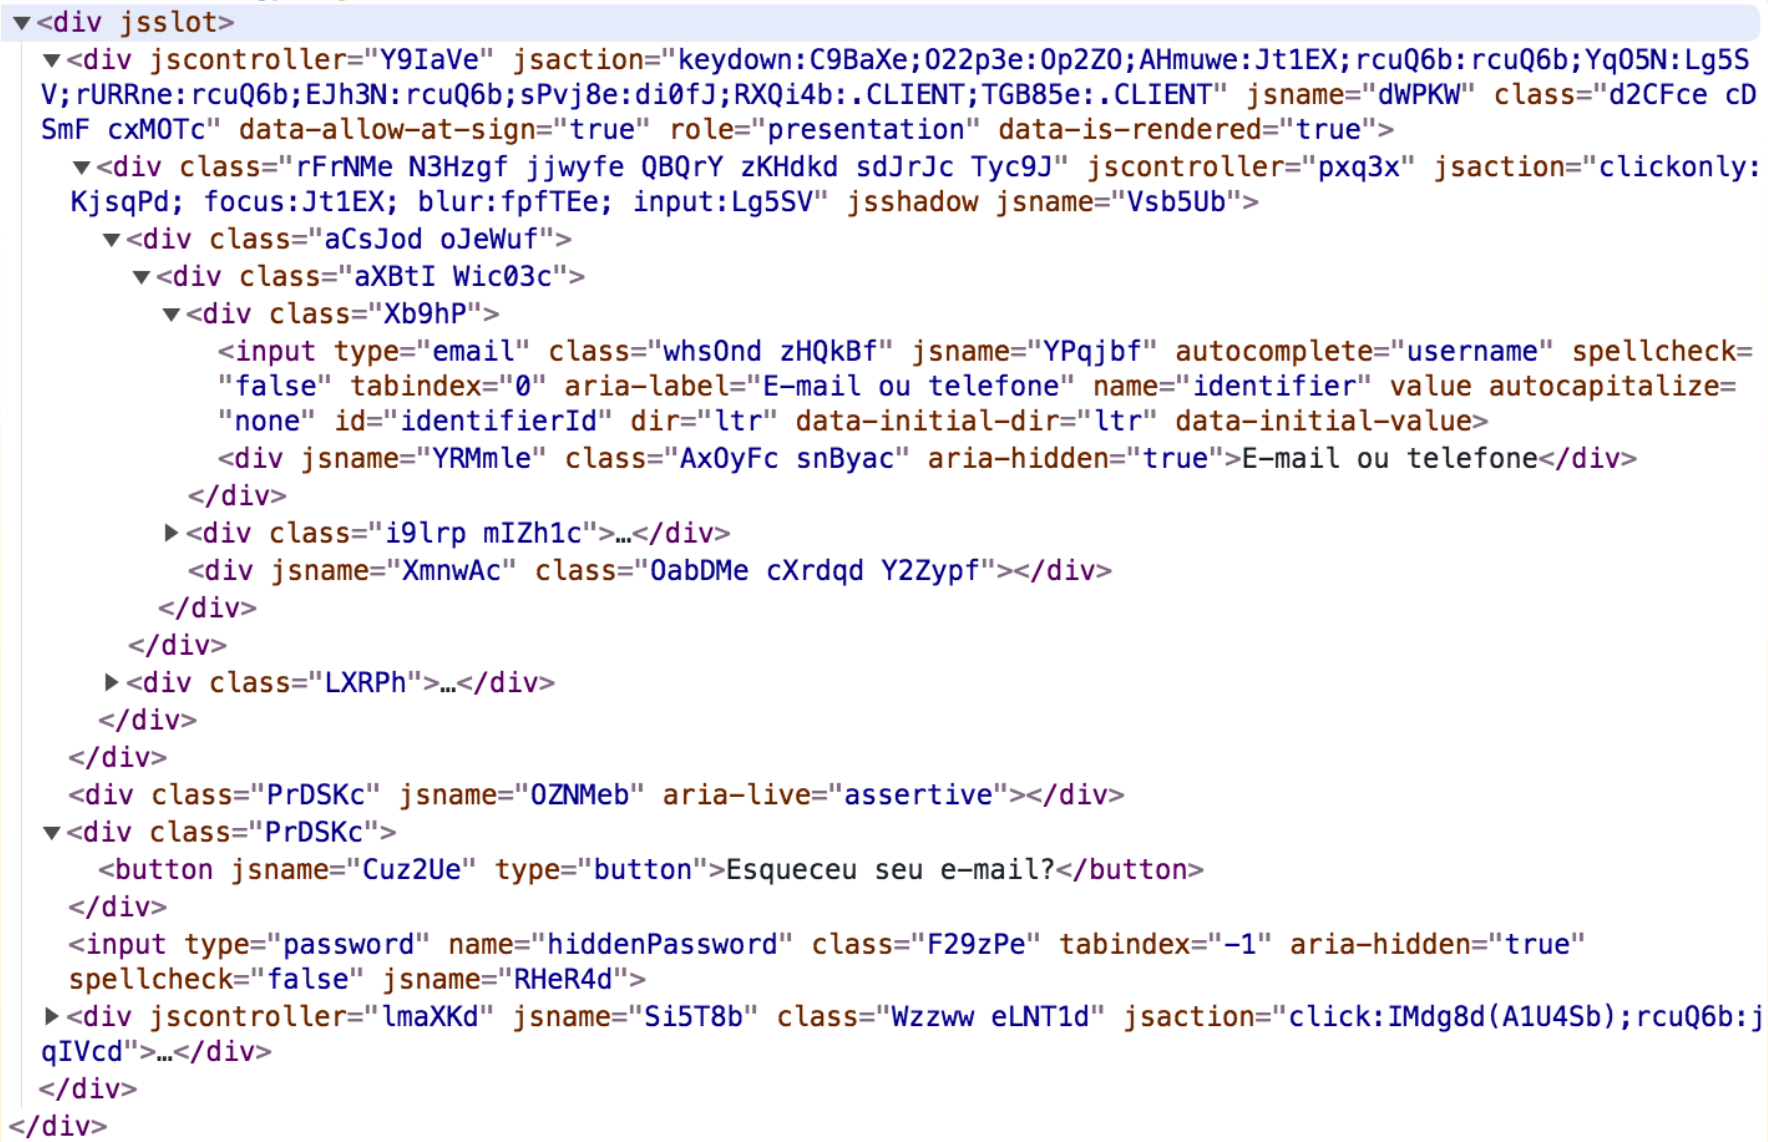 <div jsslot>
<div jscontroller="Y9IaVe" jsaction="keydown:C9BaXe;O22p3e:Op2ZO;AHmuwe:Jt1EX;rcuQ6b:rcuQ6b;YqO5N:Lg5S
V;rURRne:rcuQ6b;EJh3N:rcuQ6b;sPvj8e:di0fJ;RXQi4b:.CLIENT;TGB85e:.CLIENT" jsname="dWPKW" class="d2CFce cD
SmF cxMOTc" data-allow-at-sign="true" role="presentation" data-is-rendered="true">
<div class="rFrNMe N3Hzgf jjwyfe QBQrY zKHdkd sdJrJc Tyc9J" jscontroller="pxq3x" jsaction="clickonly:
KjsqPd; focus:Jt1EX; blur:fpfTEe; input:Lg5SV" jsshadow jsname="Vsb5Ub">
<div class="aCsJod oJeWuf">
<div class="aXBtI Wic03c">
<div class="Xb9hP">
<input type="email" class="whsOnd zHQkBf" jsname="YPqjbf" autocomplete="username" spellcheck=
"false" tabindex="0" aria-label="E-mail ou telefone" name="identifier" value autocapitalize=
"none" id="identifierId" dir="ltr" data-initial-dir="ltr" data-initial-value>
<div jsname="YRMmle" class="AxOyFc snByac" aria-hidden="true">E-mail ou telefone</div>
</div>
<div class="i9lrp mIZh1c">…</div>
<div jsname="XmnwAc" class="OabDMe cXrdqd Y2Zypf"></div>
</div>
</div>
<div class="LXRPh">…</div>
</div>
</div>
<div class="PrDSKc" jsname="OZNMeb" aria-live="assertive"></div>
<div class="PrDSKc">
<button jsname="Cuz2Ue" type="button">Esqueceu seu e-mail?</button>
</div>
<input type="password" name="hiddenPassword" class="F29zPe" tabindex="-1" aria-hidden="true"
spellcheck="false" jsname="RHeR4d">
<div jscontroller="lmaXKd" jsname="Si5T8b" class="Wzzww eLNT1d" jsaction="click:IMdg8d(A1U4Sb);rcuQ6b:j
qIVcd">…</div>
</div>
</div>